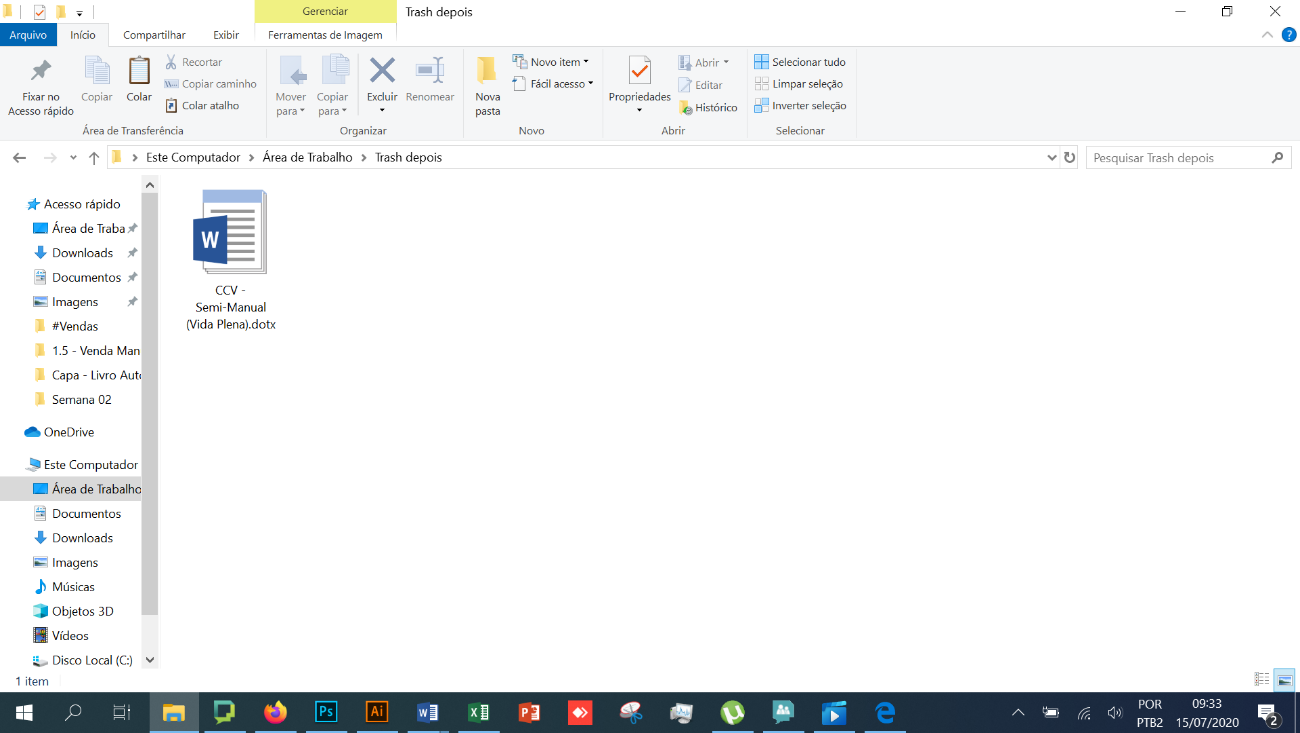 Gerenciar
Trash depois
Arquivo
Início
Compartilhar
Exibir
Ferramentas de Imagem
Fixar no
Acesso rápido
Copiar
Colar
Recortar
Copiar caminho
Colar atalho
Área de Transferência
Mover
para
Copiar
para
Excluir
Renomear
Organizar
Nova
pasta
Novo item
Fácil acesso
Novo
Propriedades
Abrir
Editar
Histórico
Abrir
Selecionar tudo
Limpar seleção
Inverter seleção
Selecionar
Este Computador > Área de Trabalho > Trash depois
Pesquisar Trash depois
Acesso rápido
Área de Traba
Downloads
Documentos
Imagens
#Vendas
1.5 - Venda Man
Capa - Livro Auto
Semana 02
OneDrive
Este Computador
Área de Trabalho
Documentos
Downloads
Imagens
Músicas
Objetos 3D
Vídeos
Disco Local (C:)
W
CCV -
Semi-Manual
(Vida Plena).dotx
1 item
Ps
Ai
POR
PTB2
09:33
15/07/2020
2